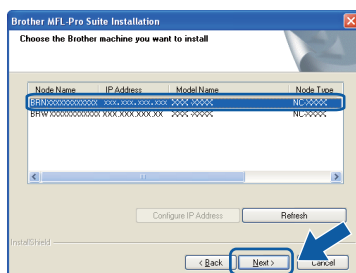 Brother MFL-Pro Suite Installation
Choose the Brother machine you want to install
Node Name IP Address Model Name Node Type
BRNXXXXXXXXXXXX XXX.XXX.XXX.XXX XXX-XXXX NC-XXXX
BRWXXXXXXXXXXXX XXX.XXX.XXX.XX XXX-XXXX NC-XXXX
Configure IP Address Refresh
InstallShield
< Back Next > Cancel